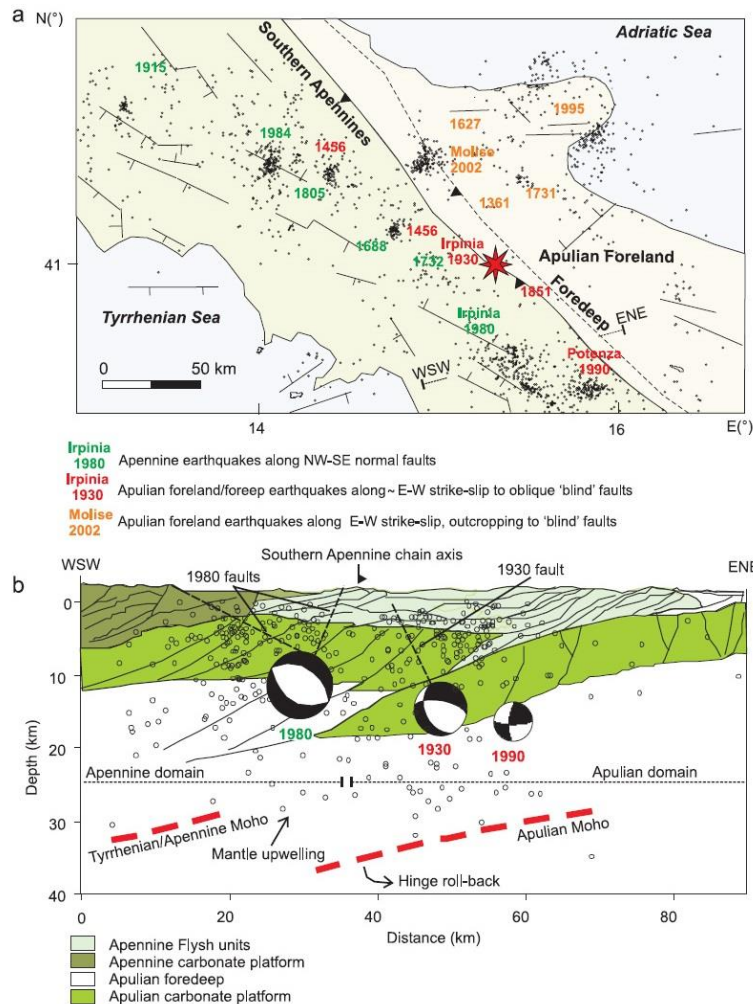 a
N(°)
Adriatic Sea
Southern Apennines
1915
1995
1627
1984
1456
Molise
2002
1805
1731
1361
1456
Irpinia
1930
1688
1732
Apulian Foreland
41
1851
Foredeep
ENE
Irpinia
1980
Tyrrhenian Sea
WSW
Potenza
1990
0 50 km
14 16
E(°)
Irpinia
1980 Apennine earthquakes along NW-SE normal faults
Irpinia
1930 Apulian foreland/foreep earthquakes along~ E-W strike-slip to oblique 'blind' faults
Molise
2002 Apulian foreland earthquakes along E-W strike-slip, outcropping to 'blind' faults
WSW
Southern Apennine chain axis
ENE
b
1980 faults
1930 fault
0
10
20
30
40
Depth (km)
1980
1930
1990
Apennine domain
Apulian domain
Tyrrhenian/Apennine Moho
Mantle upwelling
Apulian Moho
Hinge roll-back
0 20 40 60 80
Distance (km)
Apennine Flysh units
Apennine carbonate platform
Apulian foredeep
Apulian carbonate platform